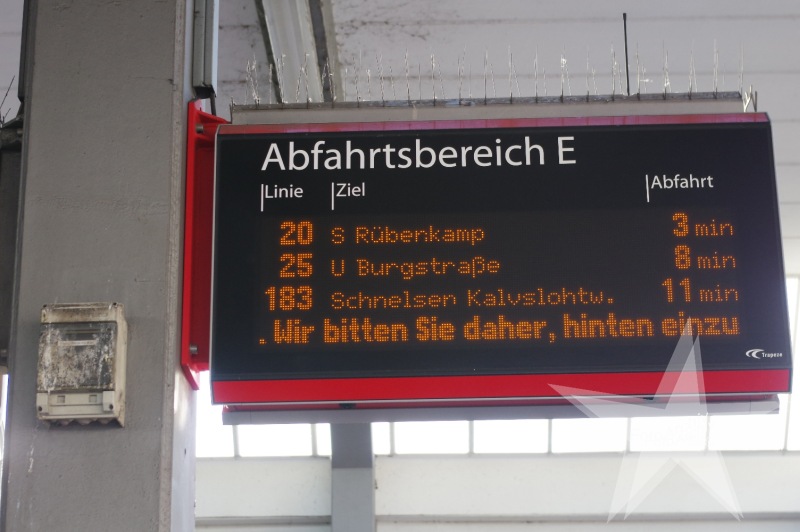 Abfahrtsbereich E
Linie Ziel Abfahrt
20 S Rübenkamp 3 min
25 U Burgstraße 8 min
183 Schnelsen Kalvslohtw. 11 min
. Wir bitten Sie daher, hinten einzu
Trapeze